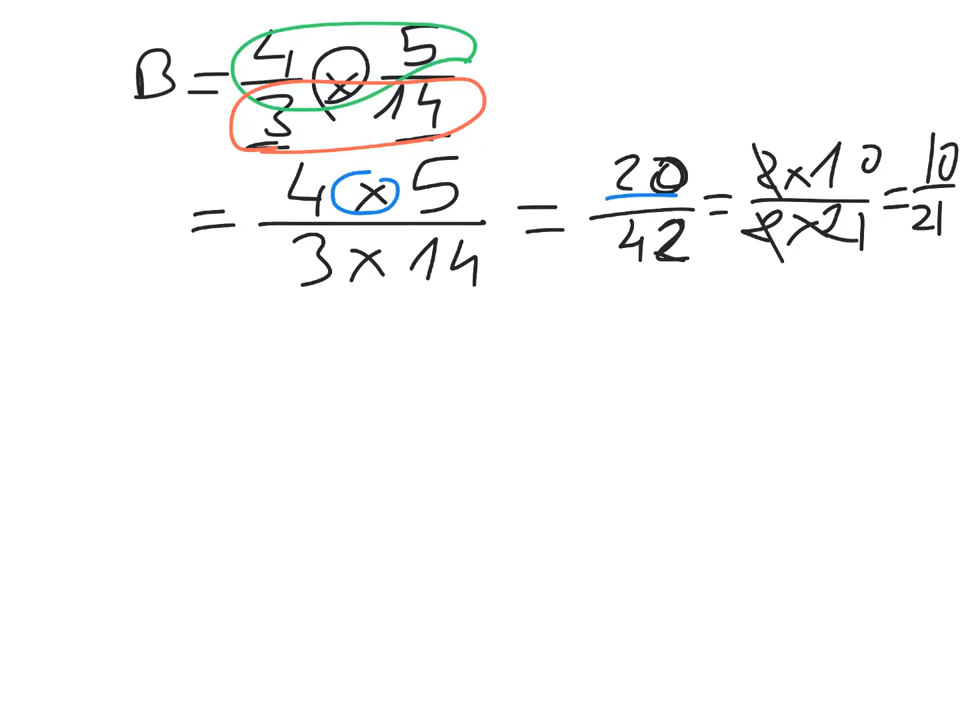 B = 4/3 × 5/14
= (4 × 5)/(3 × 14) = 20/42 = (2 × 10)/(2 × 21) = 10/21